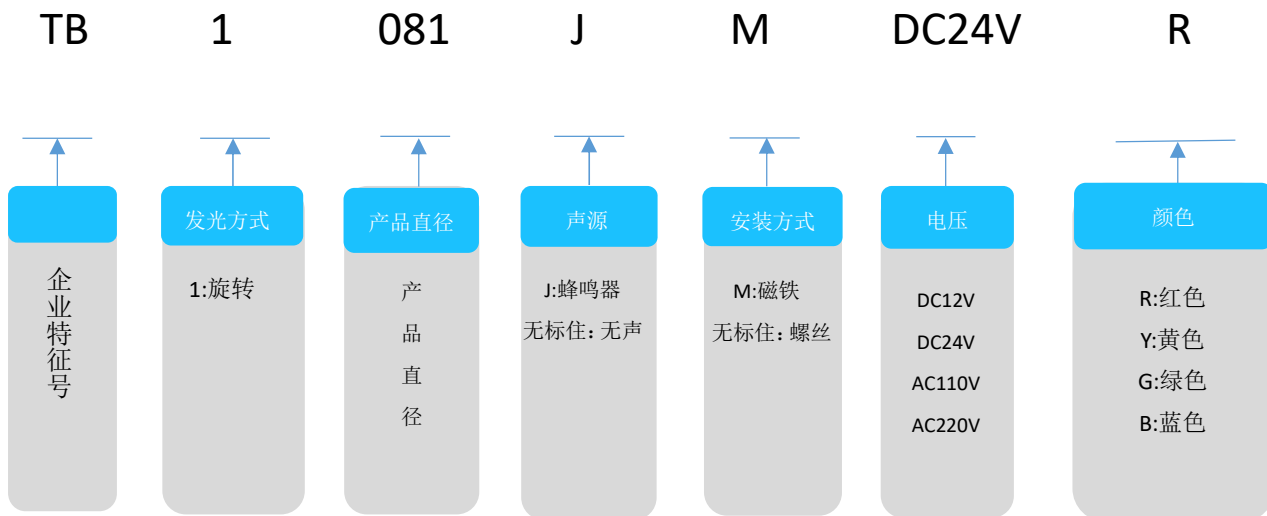 TB 1 081 J M DC24V R
发光方式 产品直径 声源 安装方式 电压 颜色
企业特征号
1:旋转
产品直径
J:蜂鸣器
无标住：无声
M:磁铁
无标住：螺丝
DC12V
DC24V
AC110V
AC220V
R:红色
Y:黄色
G:绿色
B:蓝色